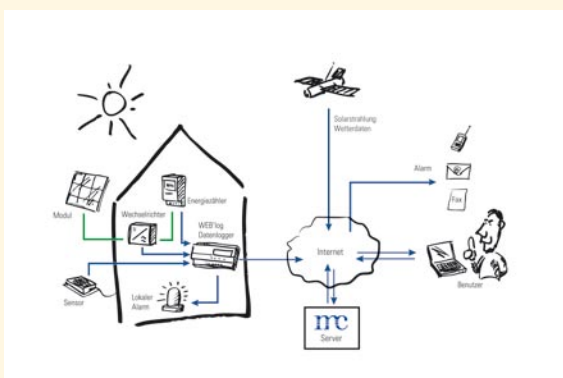 Solarstrahlung
Wetterdaten
Alarm
Fax
Modul
Wechselrichter
Energiezähler
WEB'log
Datenlogger
Internet
Sensor
Lokaler
Alarm
Benutzer
mc
Server